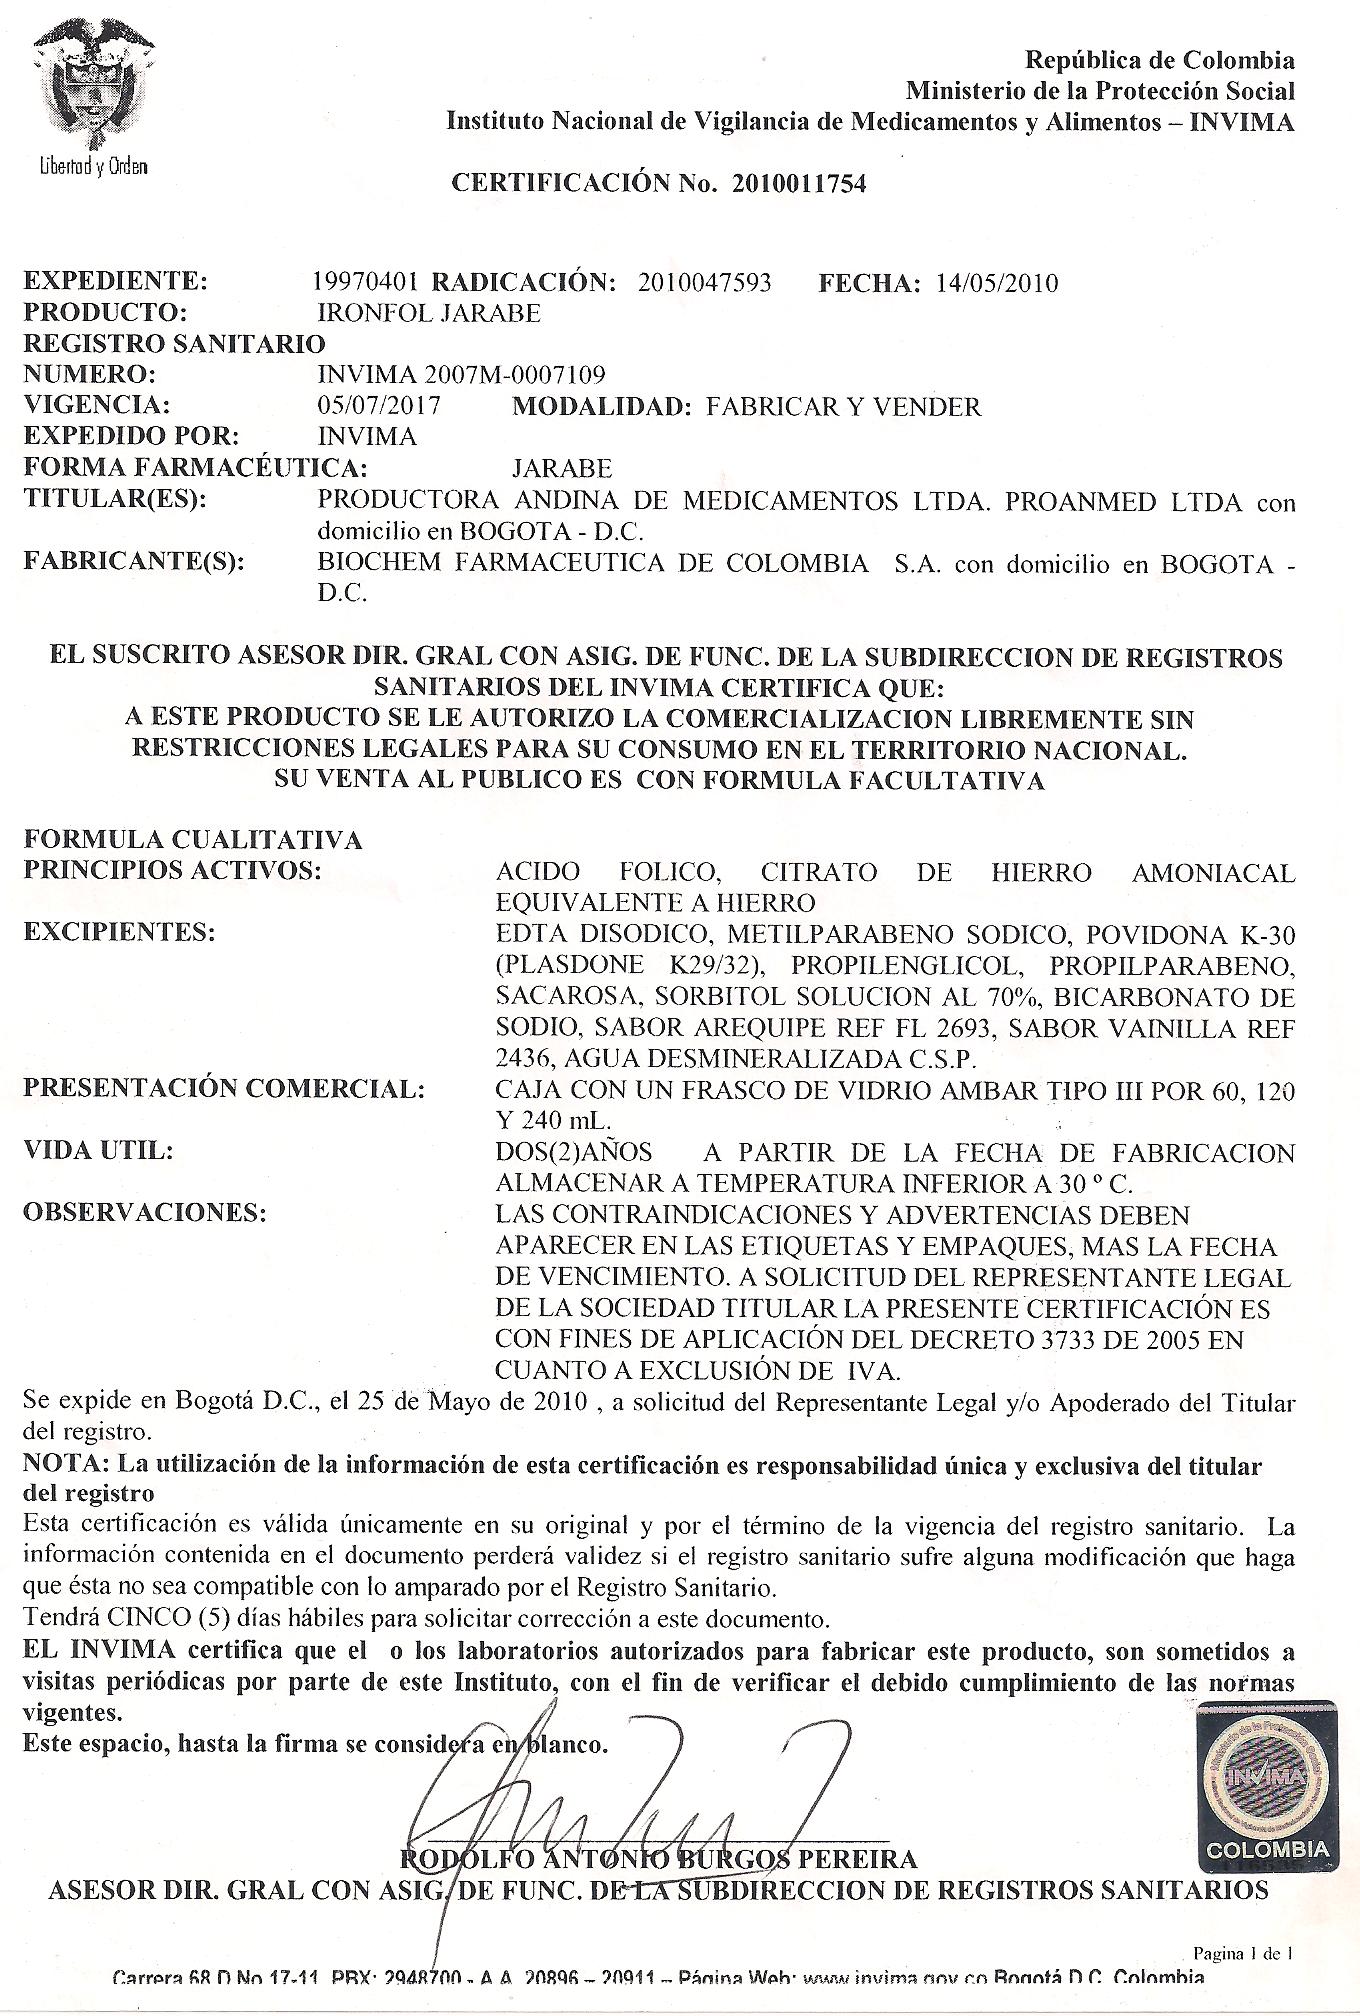 República de Colombia
Ministerio de la Protección Social
Instituto Nacional de Vigilancia de Medicamentos y Alimentos – INVIMA
Libertad y Orden
CERTIFICACIÓN No. 2010011754
EXPEDIENTE: 19970401 RADICACIÓN: 2010047593 FECHA: 14/05/2010
PRODUCTO: IRONFOL JARABE
REGISTRO SANITARIO
NUMERO: INVIMA 2007M-0007109
VIGENCIA: 05/07/2017 MODALIDAD: FABRICAR Y VENDER
EXPEDIDO POR: INVIMA
FORMA FARMACÉUTICA: JARABE
TITULAR(ES): PRODUCTORA ANDINA DE MEDICAMENTOS LTDA. PROANMED LTDA con
domicilio en BOGOTA - D.C.
FABRICANTE(S): BIOCHEM FARMACEUTICA DE COLOMBIA S.A. con domicilio en BOGOTA -
D.C.
EL SUSCRITO ASESOR DIR. GRAL CON ASIG. DE FUNC. DE LA SUBDIRECCION DE REGISTROS
SANITARIOS DEL INVIMA CERTIFICA QUE:
A ESTE PRODUCTO SE LE AUTORIZO LA COMERCIALIZACION LIBREMENTE SIN
RESTRICCIONES LEGALES PARA SU CONSUMO EN EL TERRITORIO NACIONAL.
SU VENTA AL PUBLICO ES CON FORMULA FACULTATIVA
FORMULA CUALITATIVA
PRINCIPIOS ACTIVOS: ACIDO FOLICO, CITRATO DE HIERRO AMONIACAL
EQUIVALENTE A HIERRO
EXCIPIENTES: EDTA DISODICO, METILPARABENO SODICO, POVIDONA K-30
(PLASDONE K29/32), PROPILENGLICOL, PROPILPARABENO,
SACAROSA, SORBITOL SOLUCION AL 70%, BICARBONATO DE
SODIO, SABOR AREQUIPE REF FL 2693, SABOR VAINILLA REF
2436, AGUA DESMINERALIZADA C.S.P.
PRESENTACIÓN COMERCIAL: CAJA CON UN FRASCO DE VIDRIO AMBAR TIPO III POR 60, 120
Y 240 mL.
VIDA UTIL: DOS(2)AÑOS A PARTIR DE LA FECHA DE FABRICACION
ALMACENAR A TEMPERATURA INFERIOR A 30 º C.
OBSERVACIONES: LAS CONTRAINDICACIONES Y ADVERTENCIAS DEBEN
APARECER EN LAS ETIQUETAS Y EMPAQUES, MAS LA FECHA
DE VENCIMIENTO. A SOLICITUD DEL REPRESENTANTE LEGAL
DE LA SOCIEDAD TITULAR LA PRESENTE CERTIFICACIÓN ES
CON FINES DE APLICACIÓN DEL DECRETO 3733 DE 2005 EN
CUANTO A EXCLUSIÓN DE IVA.
Se expide en Bogotá D.C., el 25 de Mayo de 2010 , a solicitud del Representante Legal y/o Apoderado del Titular
del registro.
NOTA: La utilización de la información de esta certificación es responsabilidad única y exclusiva del titular
del registro
Esta certificación es válida únicamente en su original y por el término de la vigencia del registro sanitario. La
información contenida en el documento perderá validez si el registro sanitario sufre alguna modificación que haga
que ésta no sea compatible con lo amparado por el Registro Sanitario.
Tendrá CINCO (5) días hábiles para solicitar corrección a este documento.
EL INVIMA certifica que el o los laboratorios autorizados para fabricar este producto, son sometidos a
visitas periódicas por parte de este Instituto, con el fin de verificar el debido cumplimiento de las normas
vigentes.
Este espacio, hasta la firma se considera en blanco.
INVIMA
COLOMBIA
RODOLFO ANTONIO BURGOS PEREIRA
ASESOR DIR. GRAL CON ASIG. DE FUNC. DE LA SUBDIRECCION DE REGISTROS SANITARIOS
Pagina 1 de 1
Carrera 68 D No 17-11 PBX: 2948700 - A.A. 20896 – 20911 – Página Web: www.invima.gov.co Bogotá D.C. Colombia